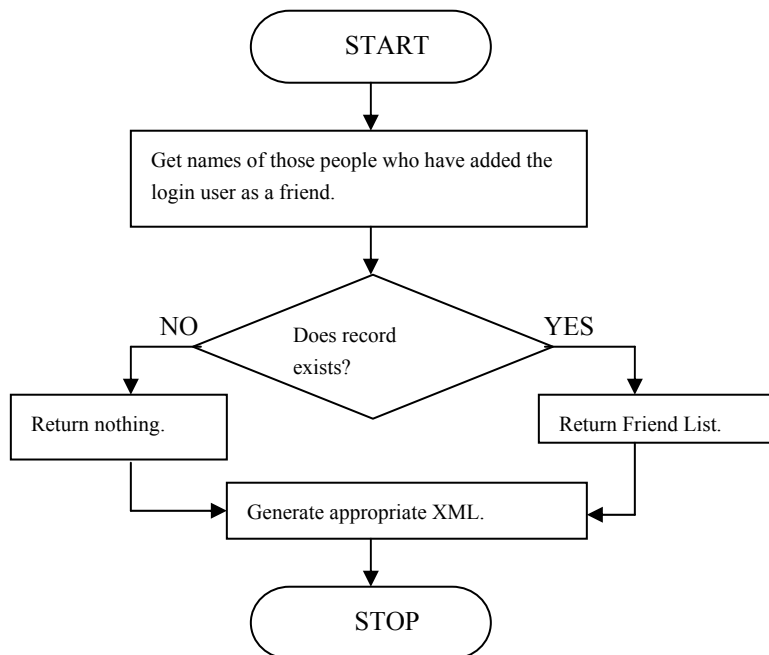 START
Get names of those people who have added the
login user as a friend.
NO
YES
Does record
exists?
Return nothing.
Return Friend List.
Generate appropriate XML.
STOP